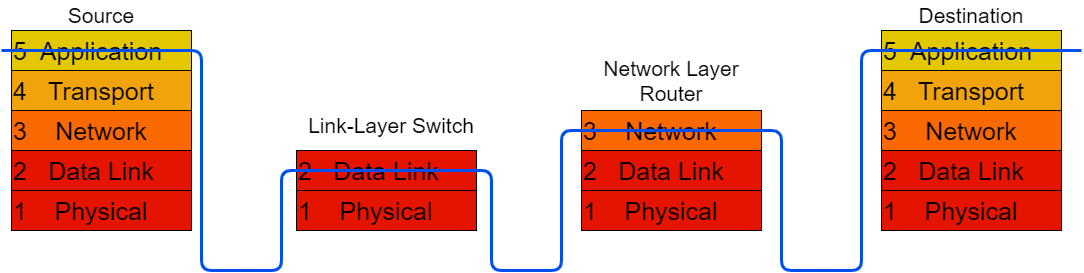 Source
5 Application
4 Transport
3 Network
2 Data Link
1 Physical
Link-Layer Switch
2 Data Link
1 Physical
Network Layer
Router
3 Network
2 Data Link
1 Physical
Destination
5 Application
4 Transport
3 Network
2 Data Link
1 Physical